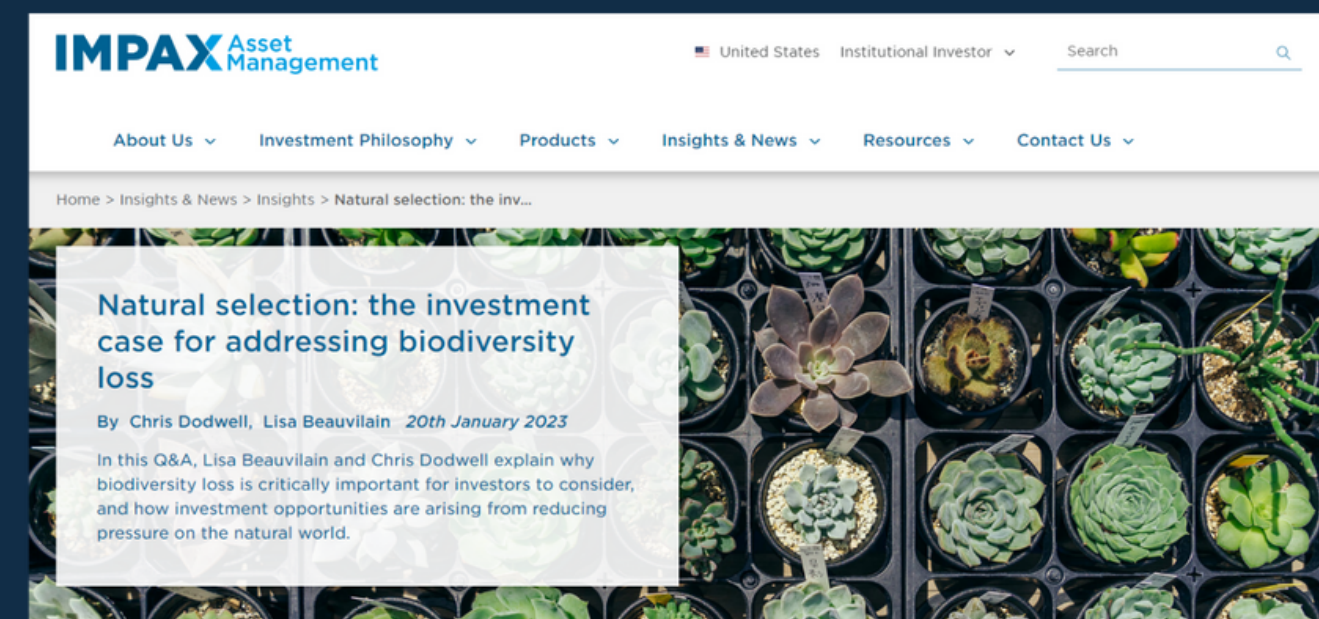 IMPAX Asset Management
United States Institutional Investor Search
About Us Investment Philosophy Products Insights & News Resources Contact Us
Home > Insights & News > Insights > Natural selection: the inv...
Natural selection: the investment
case for addressing biodiversity
loss
By Chris Dodwell, Lisa Beauvilain 20th January 2023
In this Q&A, Lisa Beauvilain and Chris Dodwell explain why
biodiversity loss is critically important for investors to consider,
and how investment opportunities are arising from reducing
pressure on the natural world.